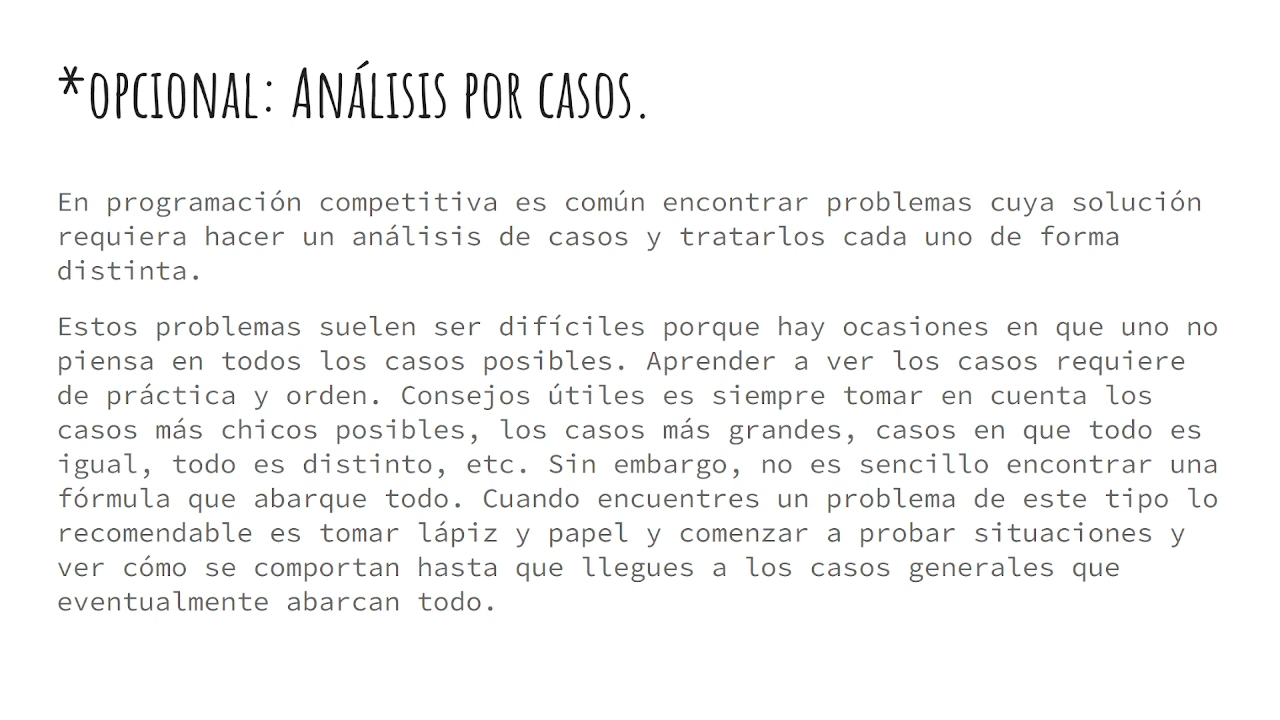 *opcional: Análisis por casos.
En programación competitiva es común encontrar problemas cuya solución
requiera hacer un análisis de casos y tratarlos cada uno de forma
distinta.
Estos problemas suelen ser difíciles porque hay ocasiones en que uno no
piensa en todos los casos posibles. Aprender a ver los casos requiere
de práctica y orden. Consejos útiles es siempre tomar en cuenta los
casos más chicos posibles, los casos más grandes, casos en que todo es
igual, todo es distinto, etc. Sin embargo, no es sencillo encontrar una
fórmula que abarque todo. Cuando encuentres un problema de este tipo lo
recomendable es tomar lápiz y papel y comenzar a probar situaciones y
ver cómo se comportan hasta que llegues a los casos generales que
eventualmente abarcan todo.